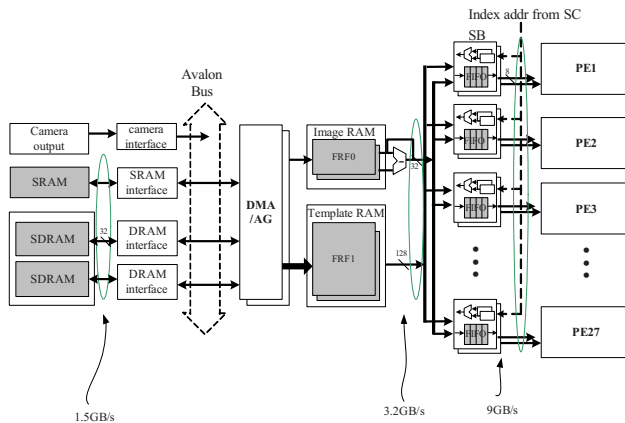 Index addr from SC
SB
Avalon
Bus
Camera
output
camera
interface
SRAM
SRAM
interface
32
SDRAM
DRAM
interface
SDRAM
DRAM
interface
DMA
/AG
Image RAM
FRF0
32
Template RAM
FRF1
128
FIFO
8
PE1
FIFO
PE2
FIFO
PE3
FIFO
PE27
1.5GB/s
3.2GB/s
9GB/s